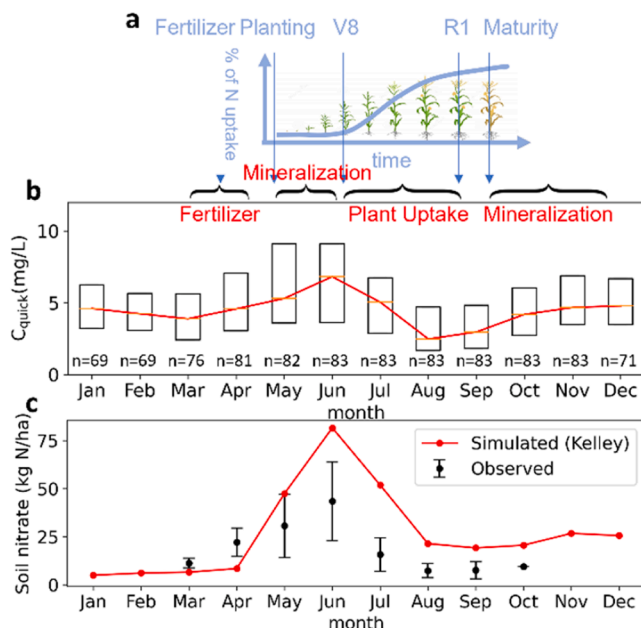 a
Fertilizer Planting V8 R1 Maturity
% of N uptake
time
Mineralization
b
Fertilizer Plant Uptake Mineralization
C_quick(mg/L)
10
5
0
n=69 n=69 n=76 n=81 n=82 n=83 n=83 n=83 n=83 n=83 n=83 n=71
Jan Feb Mar Apr May Jun Jul Aug Sep Oct Nov Dec
month
c
Soil nitrate (kg N/ha)
75
50
25
0
Simulated (Kelley)
Observed
Jan Feb Mar Apr May Jun Jul Aug Sep Oct Nov Dec
month